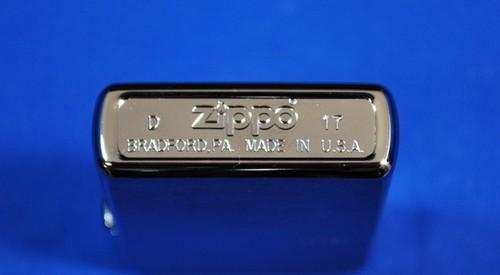 D Zippo 17
BRADFORD, PA. MADE IN U.S.A.